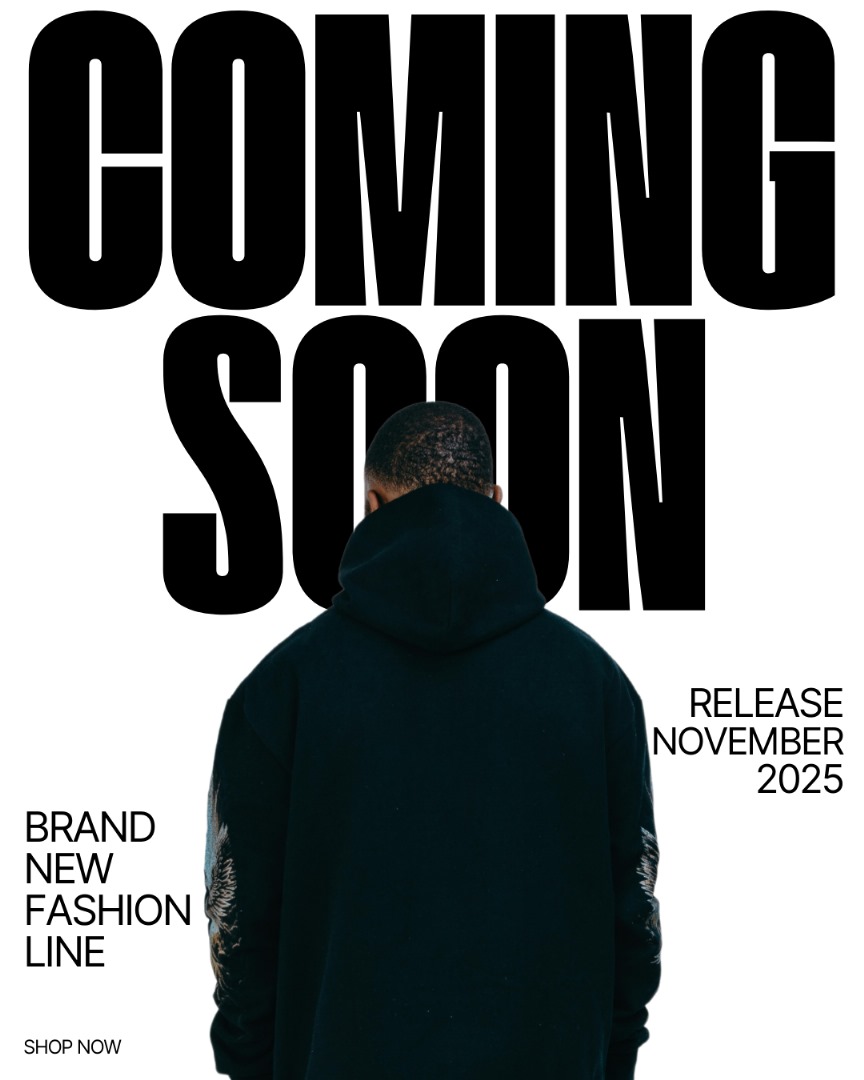 COMING
SOON
RELEASE
NOVEMBER
2025
BRAND
NEW
FASHION
LINE
SHOP NOW